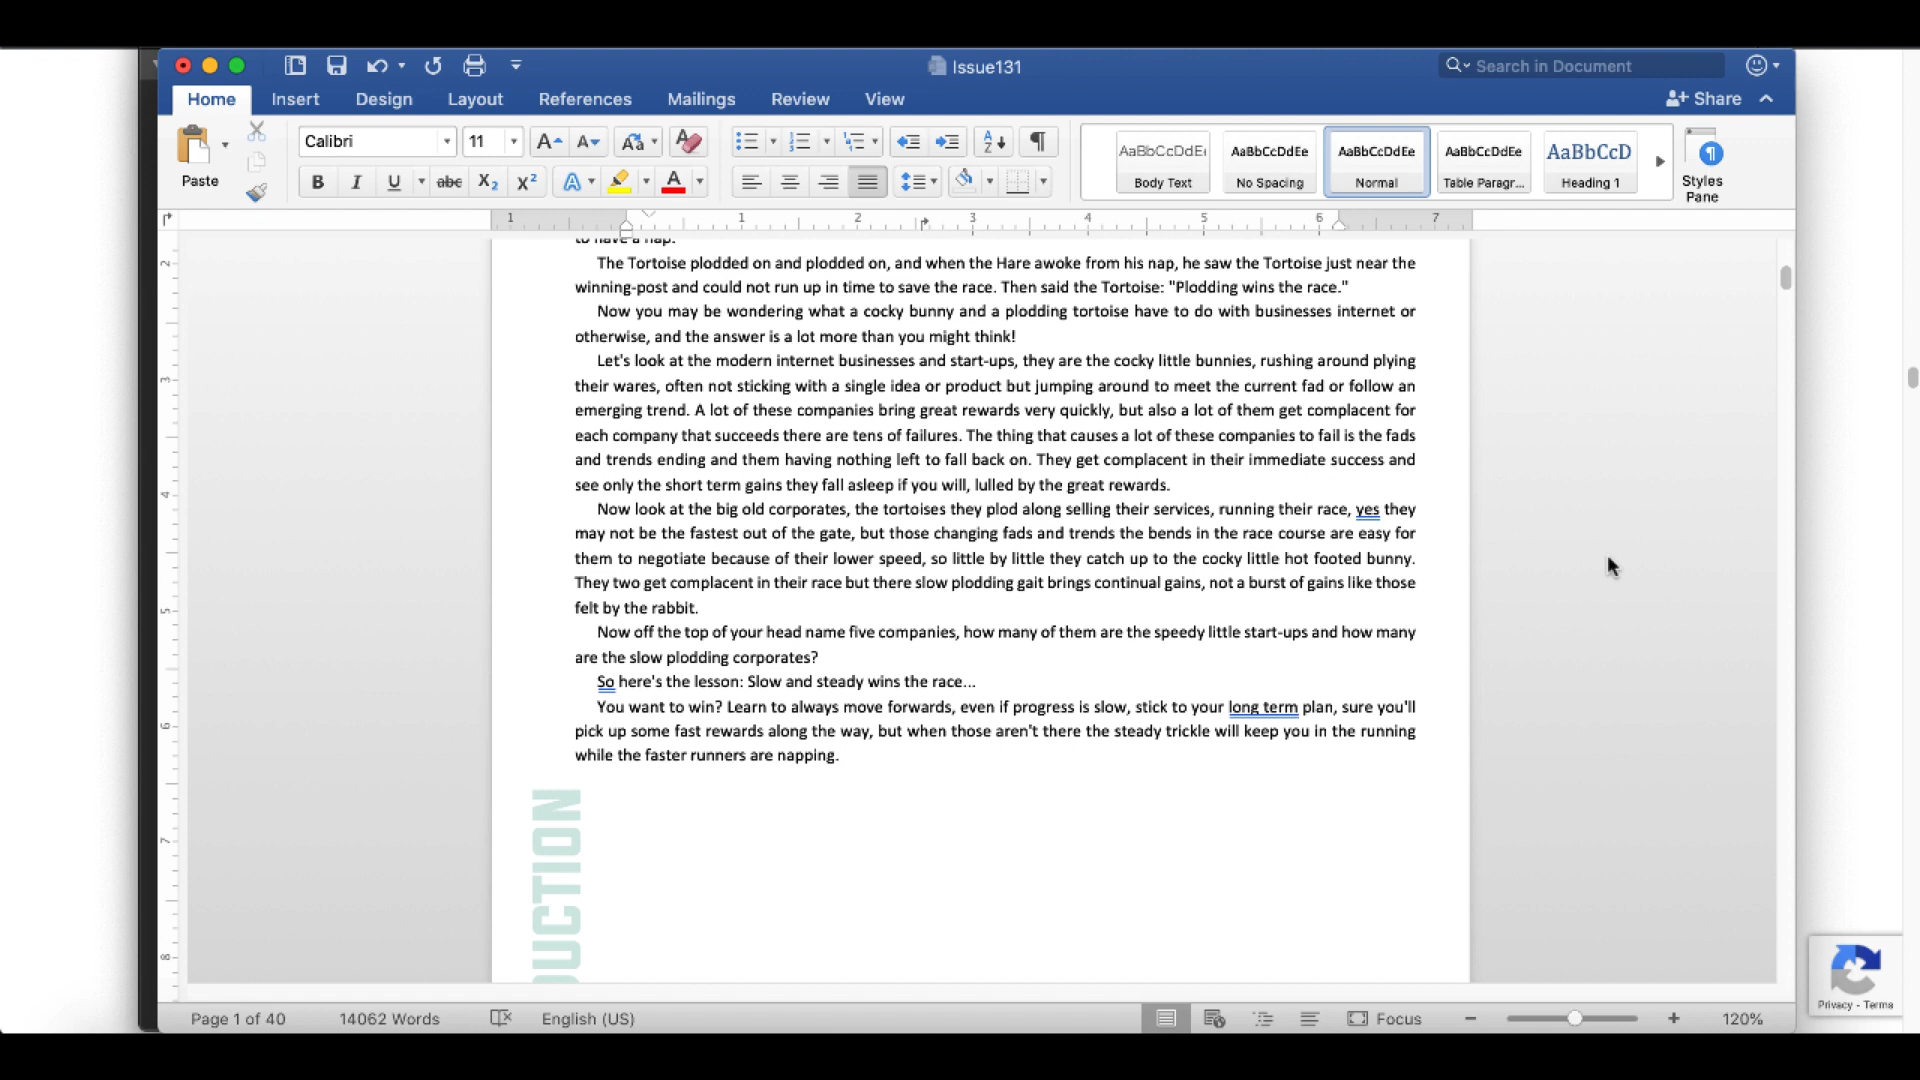 Issue131
Search in Document
Home Insert Design Layout References Mailings Review View
Share
Paste
Calibri 11
AaBbCcDdEe AaBbCcDdEe AaBbCcDdEe AaBbCcDdEe AaBbCcD
Body Text No Spacing Normal Table Paragr... Heading 1
Styles
Pane
1 1 2 3 4 5 6 7
to have a nap.
The Tortoise plodded on and plodded on, and when the Hare awoke from his nap, he saw the Tortoise just near the
winning-post and could not run up in time to save the race. Then said the Tortoise: "Plodding wins the race."
Now you may be wondering what a cocky bunny and a plodding tortoise have to do with businesses internet or
otherwise, and the answer is a lot more than you might think!
Let's look at the modern internet businesses and start-ups, they are the cocky little bunnies, rushing around plying
their wares, often not sticking with a single idea or product but jumping around to meet the current fad or follow an
emerging trend. A lot of these companies bring great rewards very quickly, but also a lot of them get complacent for
each company that succeeds there are tens of failures. The thing that causes a lot of these companies to fail is the fads
and trends ending and them having nothing left to fall back on. They get complacent in their immediate success and
see only the short term gains they fall asleep if you will, lulled by the great rewards.
Now look at the big old corporates, the tortoises they plod along selling their services, running their race, yes they
may not be the fastest out of the gate, but those changing fads and trends the bends in the race course are easy for
them to negotiate because of their lower speed, so little by little they catch up to the cocky little hot footed bunny.
They two get complacent in their race but there slow plodding gait brings continual gains, not a burst of gains like those
felt by the rabbit.
Now off the top of your head name five companies, how many of them are the speedy little start-ups and how many
are the slow plodding corporates?
So here's the lesson: Slow and steady wins the race...
You want to win? Learn to always move forwards, even if progress is slow, stick to your long term plan, sure you'll
pick up some fast rewards along the way, but when those aren't there the steady trickle will keep you in the running
while the faster runners are napping.
DUCTION
Privacy - Terms
Page 1 of 40 14062 Words English (US) Focus 120%